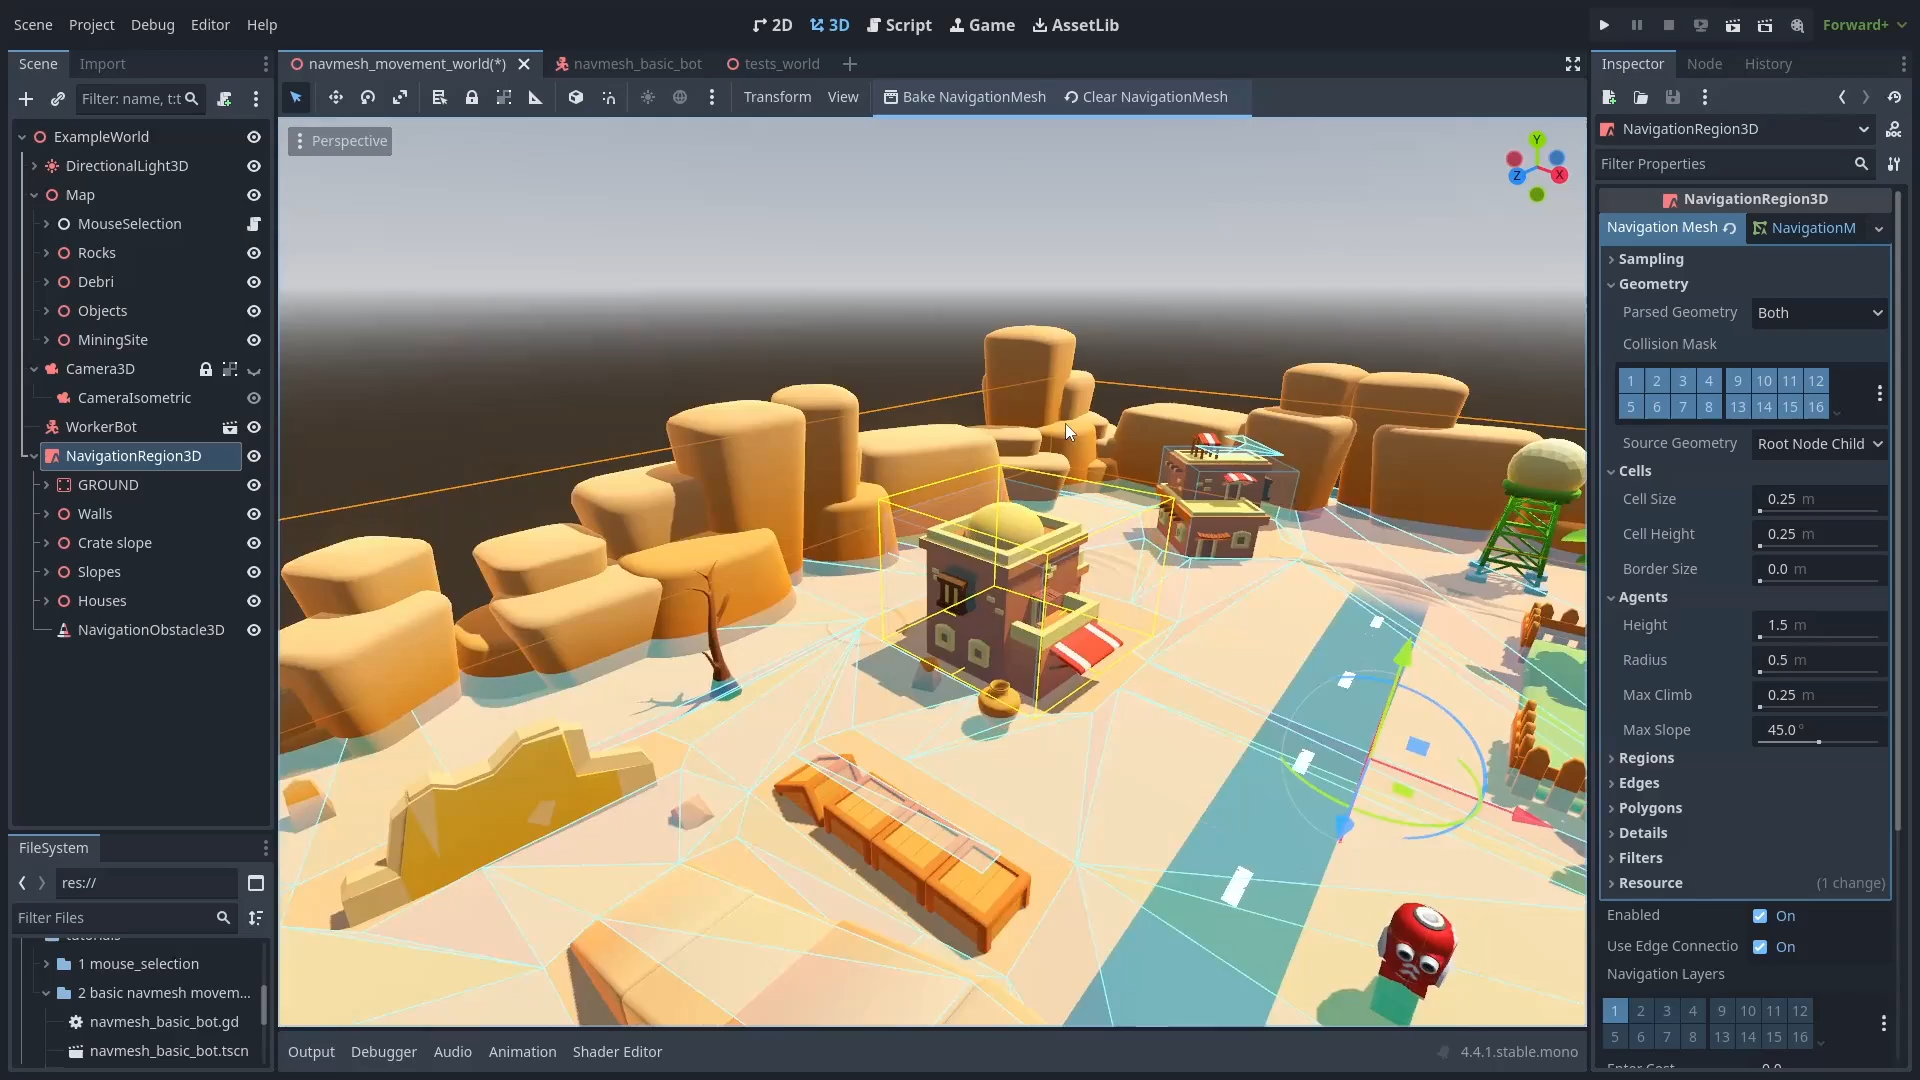 Scene Project Debug Editor Help
2D 3D Script Game AssetLib
Forward+
Scene Import
Filter: name, t:t
ExampleWorld
DirectionalLight3D
Map
MouseSelection
Rocks
Debri
Objects
MiningSite
Camera3D
CameraIsometric
WorkerBot
NavigationRegion3D
GROUND
Walls
Crate slope
Slopes
Houses
NavigationObstacle3D
FileSystem
res://
Filter Files
tutorials
1 mouse_selection
2 basic navmesh movem...
navmesh_basic_bot.gd
navmesh_basic_bot.tscn
navmesh_movement_world(*) navmesh_basic_bot tests_world
Transform View Bake NavigationMesh Clear NavigationMesh
Perspective
Y
Z X
Output Debugger Audio Animation Shader Editor
4.4.1.stable.mono
Inspector Node History
NavigationRegion3D
DOC
Filter Properties
NavigationRegion3D
Navigation Mesh NavigationM
Sampling
Geometry
Parsed Geometry Both
Collision Mask
1 2 3 4 9 10 11 12
5 6 7 8 13 14 15 16
Source Geometry Root Node Child
Cells
Cell Size 0.25 m
Cell Height 0.25 m
Border Size 0.0 m
Agents
Height 1.5 m
Radius 0.5 m
Max Climb 0.25 m
Max Slope 45.0 °
Regions
Edges
Polygons
Details
Filters
Resource (1 change)
Enabled On
Use Edge Connectio On
Navigation Layers
1 2 3 4 9 10 11 12
5 6 7 8 13 14 15 16
Enter Cost 0.0